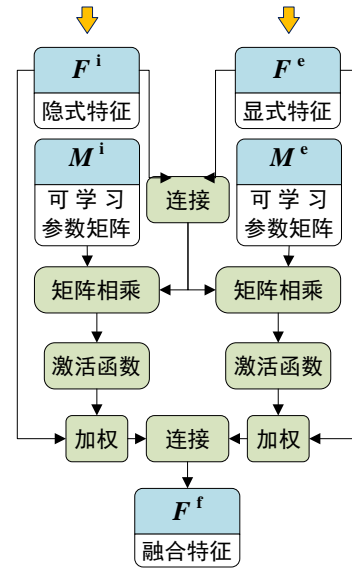 F i
F e
隐式特征
显式特征
M i
M e
可 学 习
参数矩阵
连接
可 学 习
参数矩阵
矩阵相乘
矩阵相乘
激活函数
激活函数
加权
连接
加权
F f
融合特征